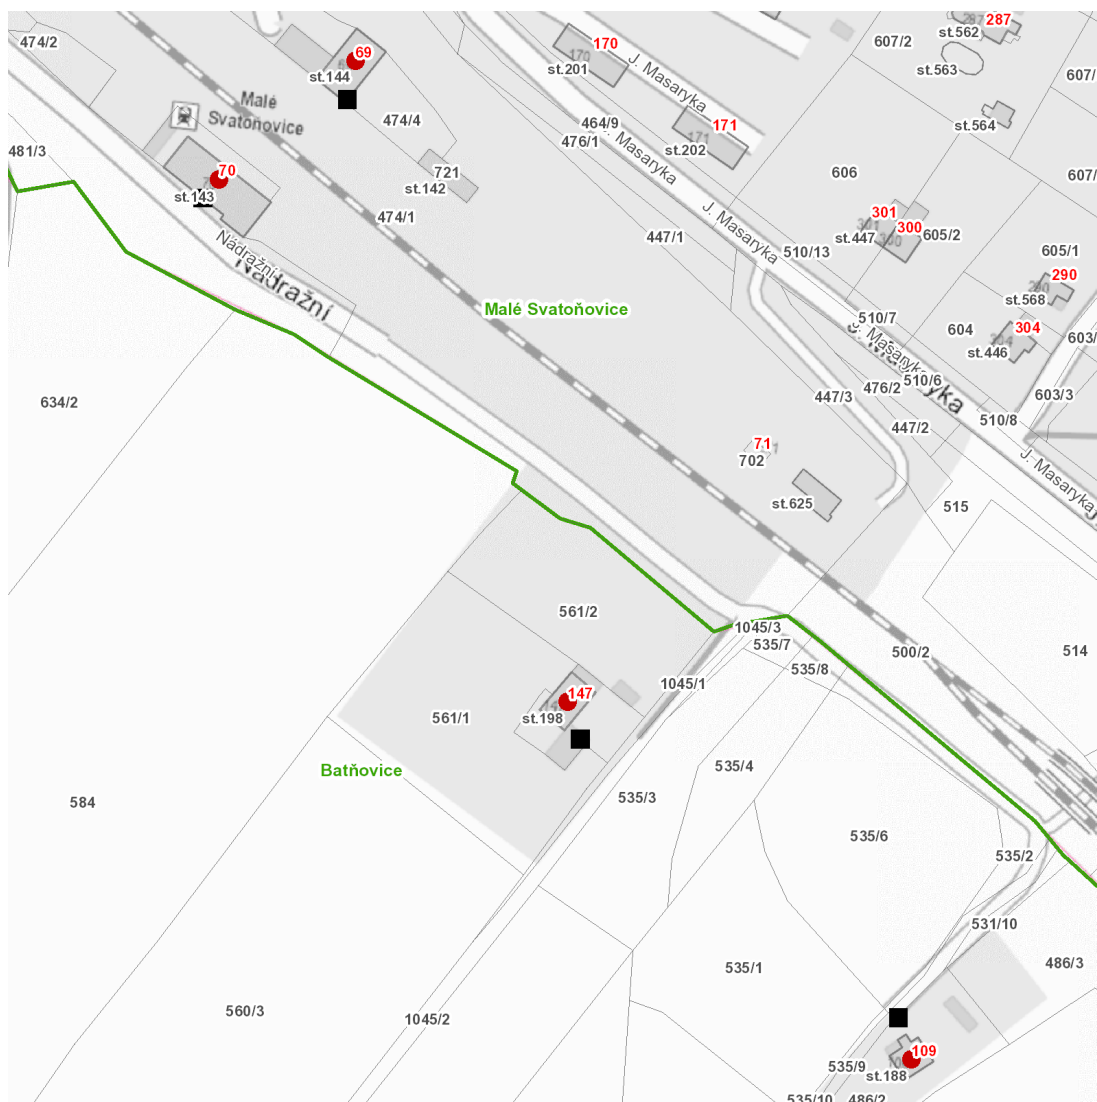 287
st.562
474/2
69
170
607/2
st.201
J. Masaryka
st.563
st.144
607/
Malé
Svatoňovice
474/4
464/9
171
st.564
481/3
476/1
J. Masaryka
st.202
70
721
606
607/
st.143
st.142
474/1
J. Masaryka
301
st.447
300
605/2
447/1
Nádražní
Nádražní
510/13
605/1
290
st.568
Malé Svatoňovice
510/7
604
304
603/
J. Masaryka
J. Masaryka
st.446
634/2
447/3
476/2
510/6
603/3
510/8
447/2
71
702
J. Masaryka
st.625
515
561/2
1045/3
535/7
500/2
514
535/8
1045/1
147
st.198
561/1
Batňovice
535/4
584
535/3
535/6
535/2
531/10
535/1
486/3
560/3
1045/2
109
535/9
st.188
535/10
486/2